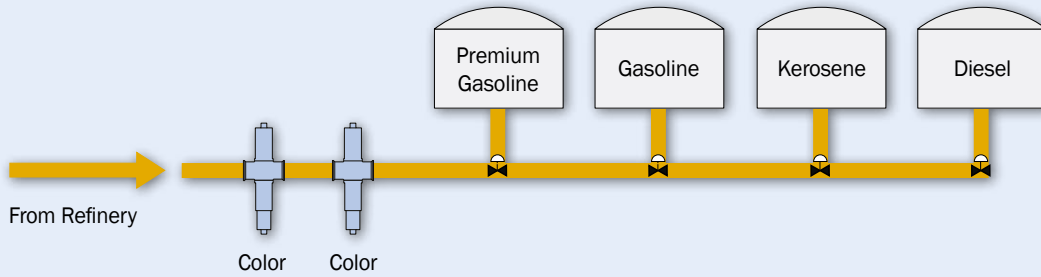 Premium
Gasoline
Gasoline
Kerosene
Diesel
From Refinery
Color
Color